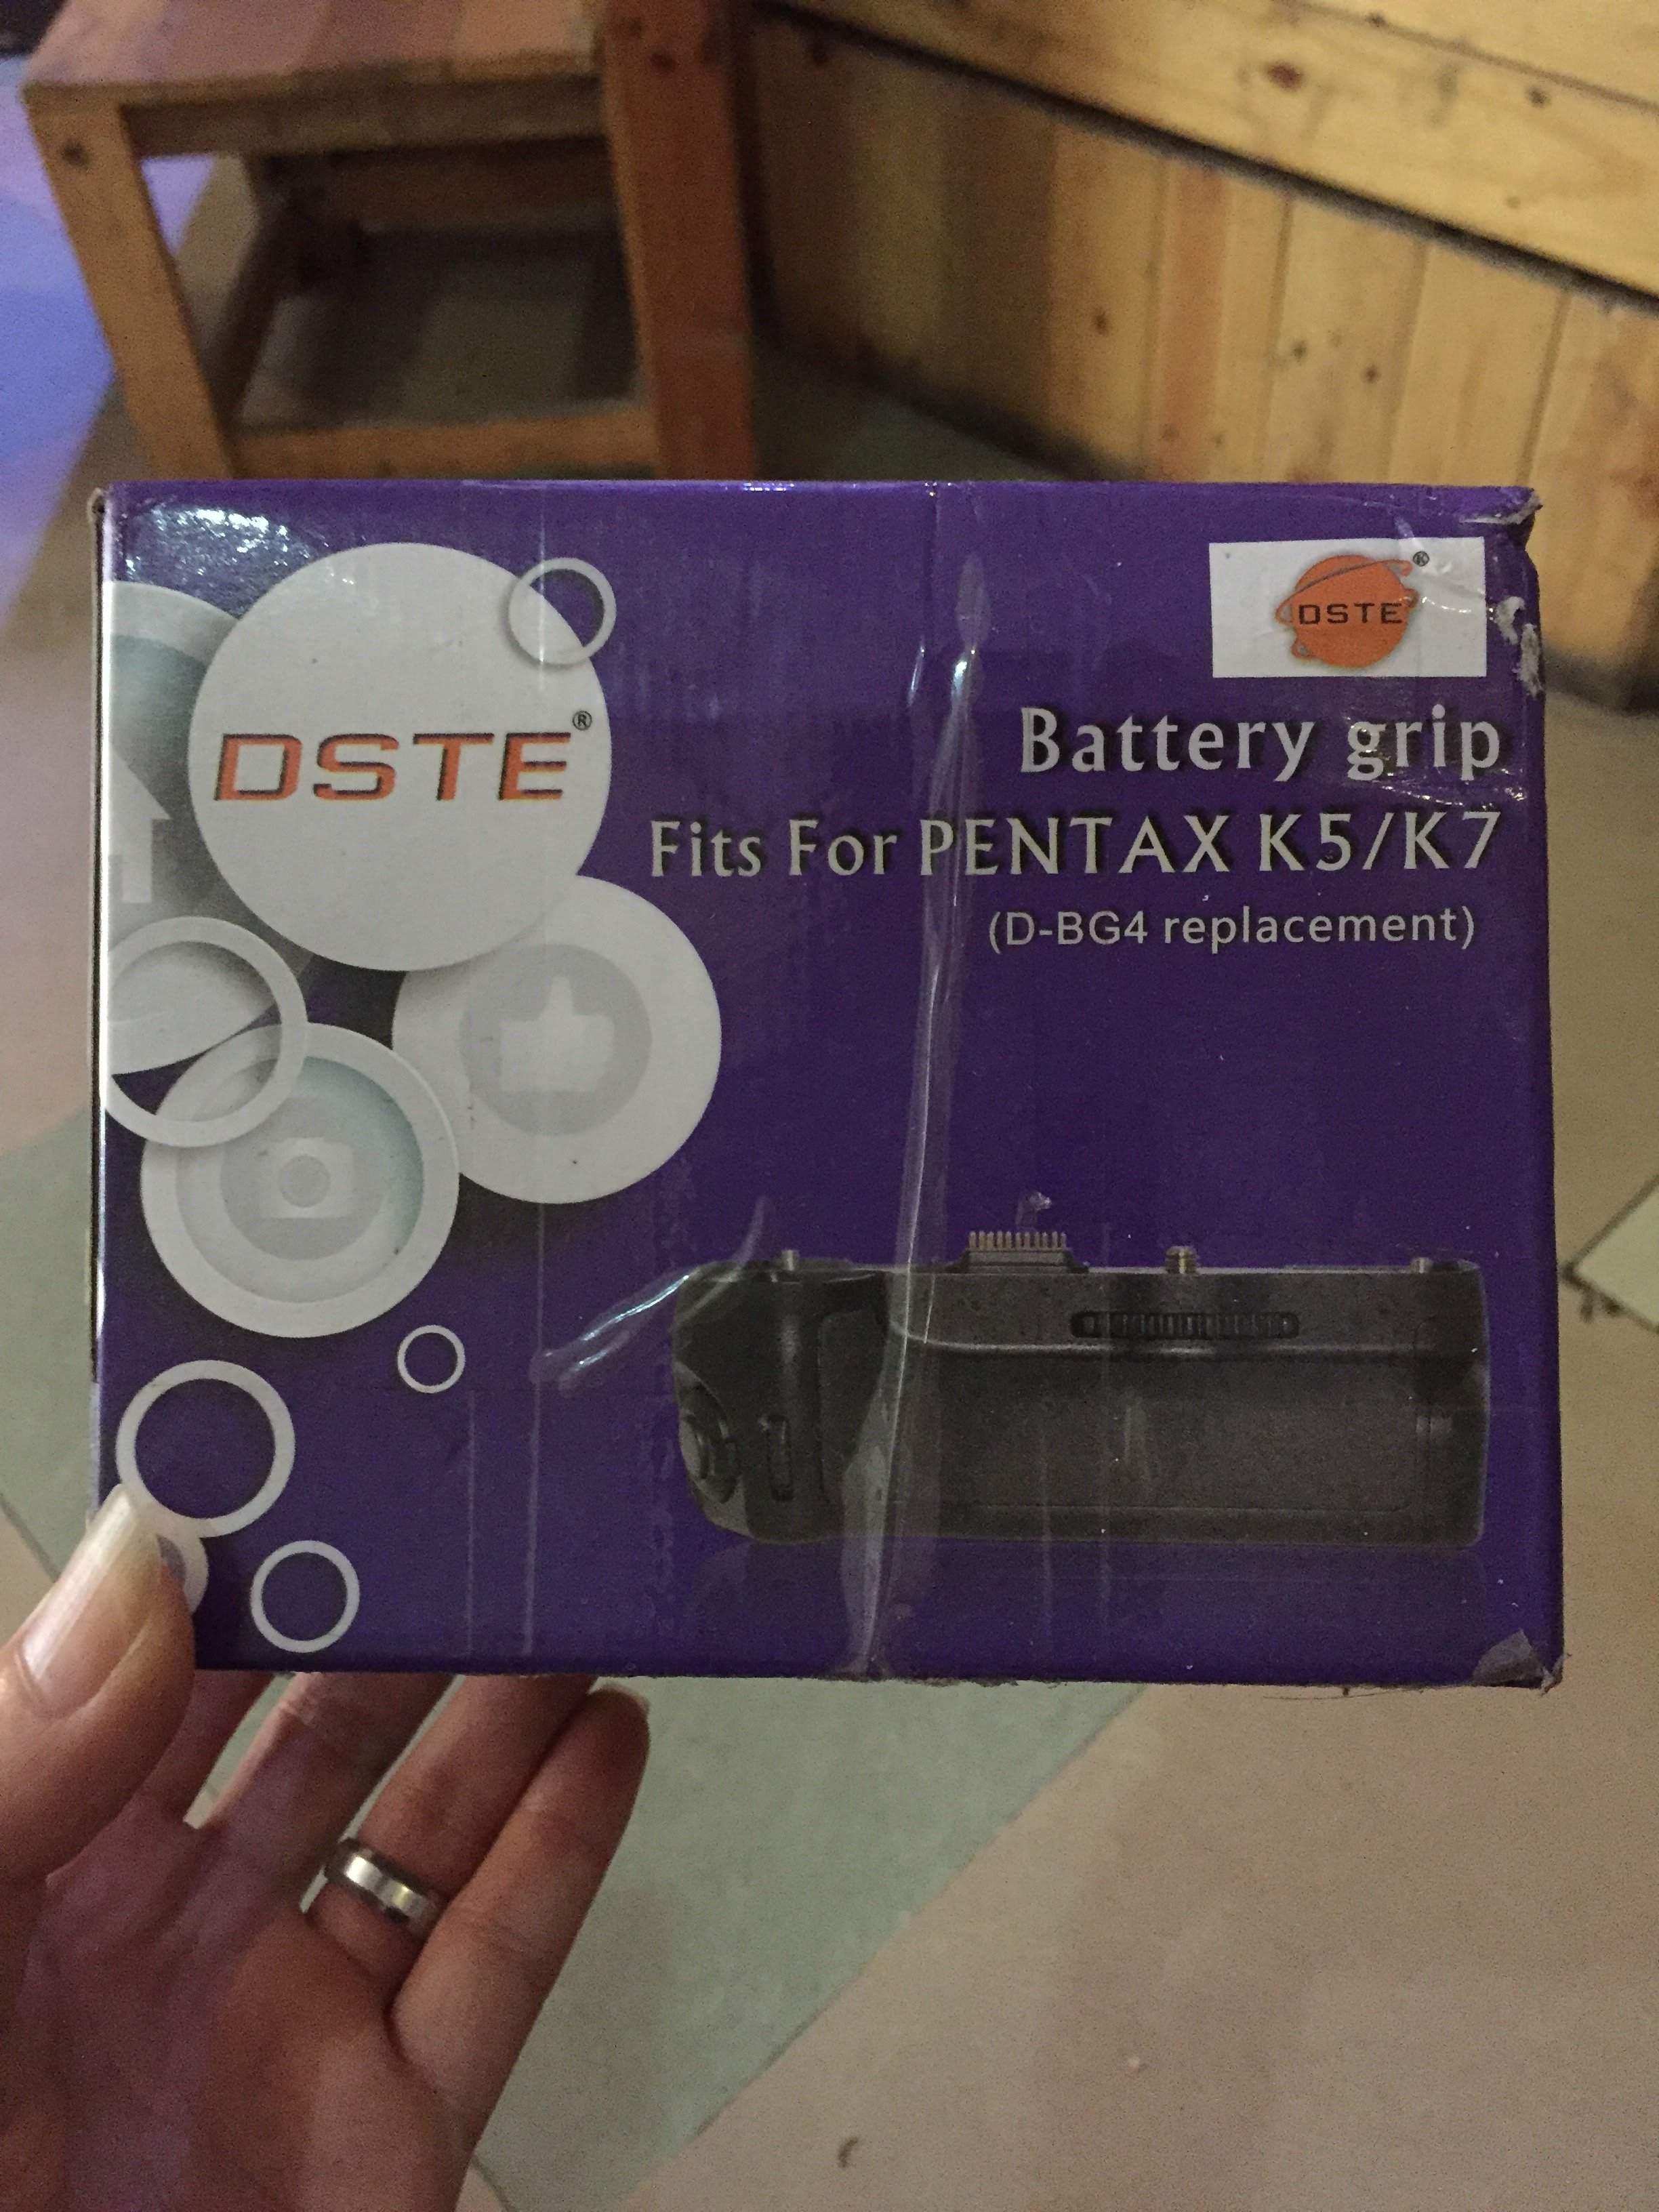 DSTE®
DSTE®
Battery grip
Fits For PENTAX K5/K7
(D-BG4 replacement)